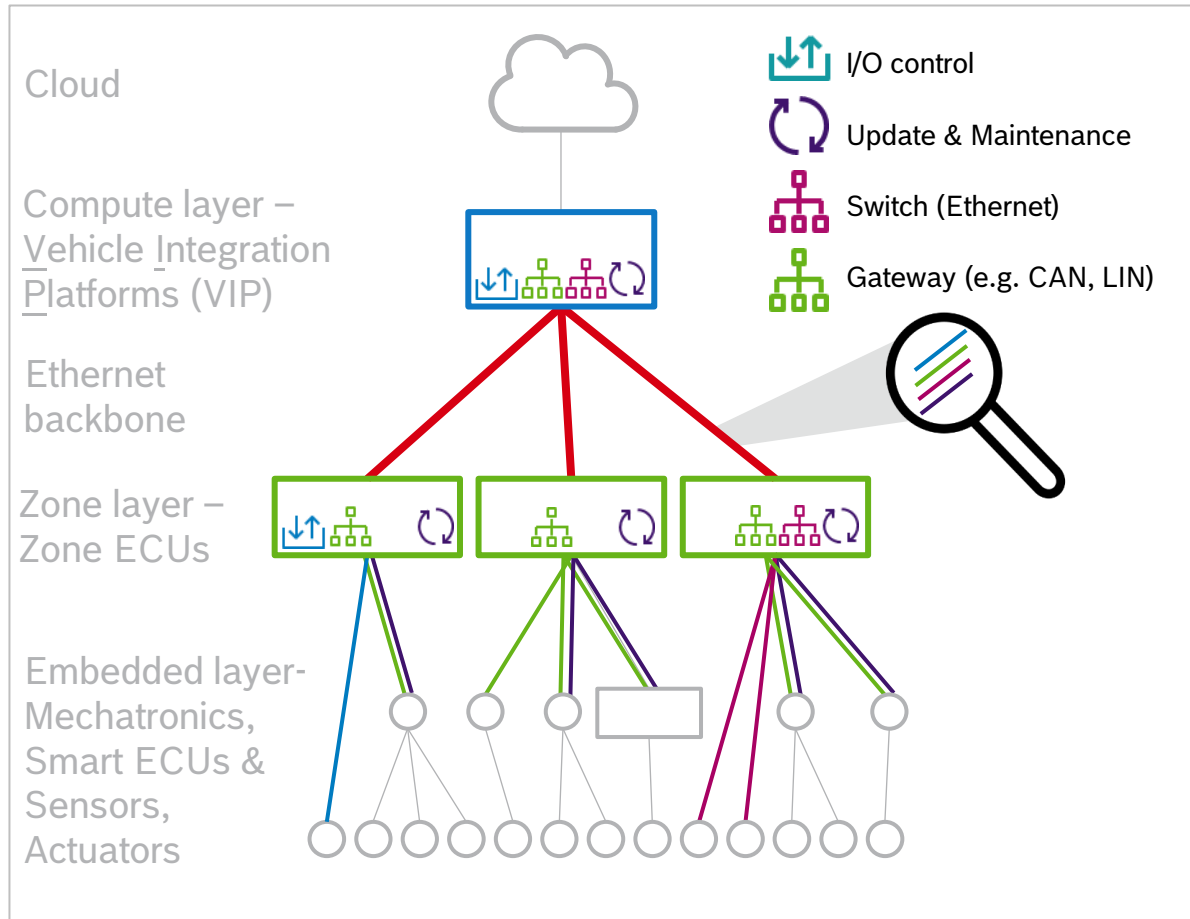 Cloud
I/O control
Update & Maintenance
Compute layer –
Vehicle Integration
Platforms (VIP)
Switch (Ethernet)
Gateway (e.g. CAN, LIN)
Ethernet
backbone
Zone layer –
Zone ECUs
Embedded layer-
Mechatronics,
Smart ECUs &
Sensors,
Actuators